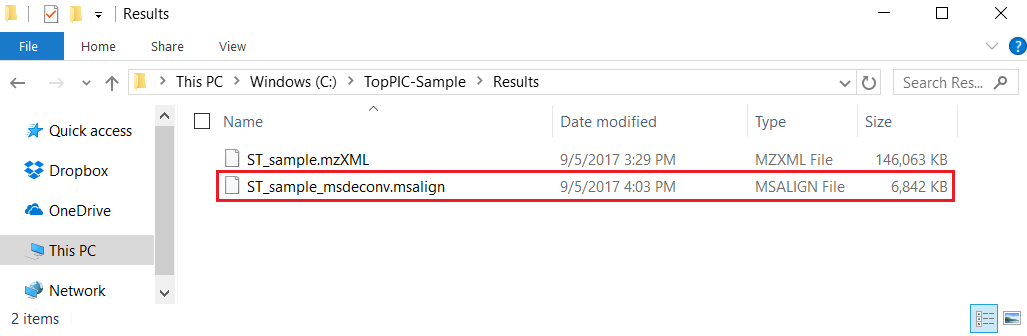 Results
File Home Share View
This PC Windows (C:) TopPIC-Sample Results Search Res...
Name Date modified Type Size
Quick access
ST_sample.mzXML 9/5/2017 3:29 PM MZXML File 146,063 KB
Dropbox
ST_sample_msdeconv.msalign 9/5/2017 4:03 PM MSALIGN File 6,842 KB
OneDrive
This PC
Network
2 items